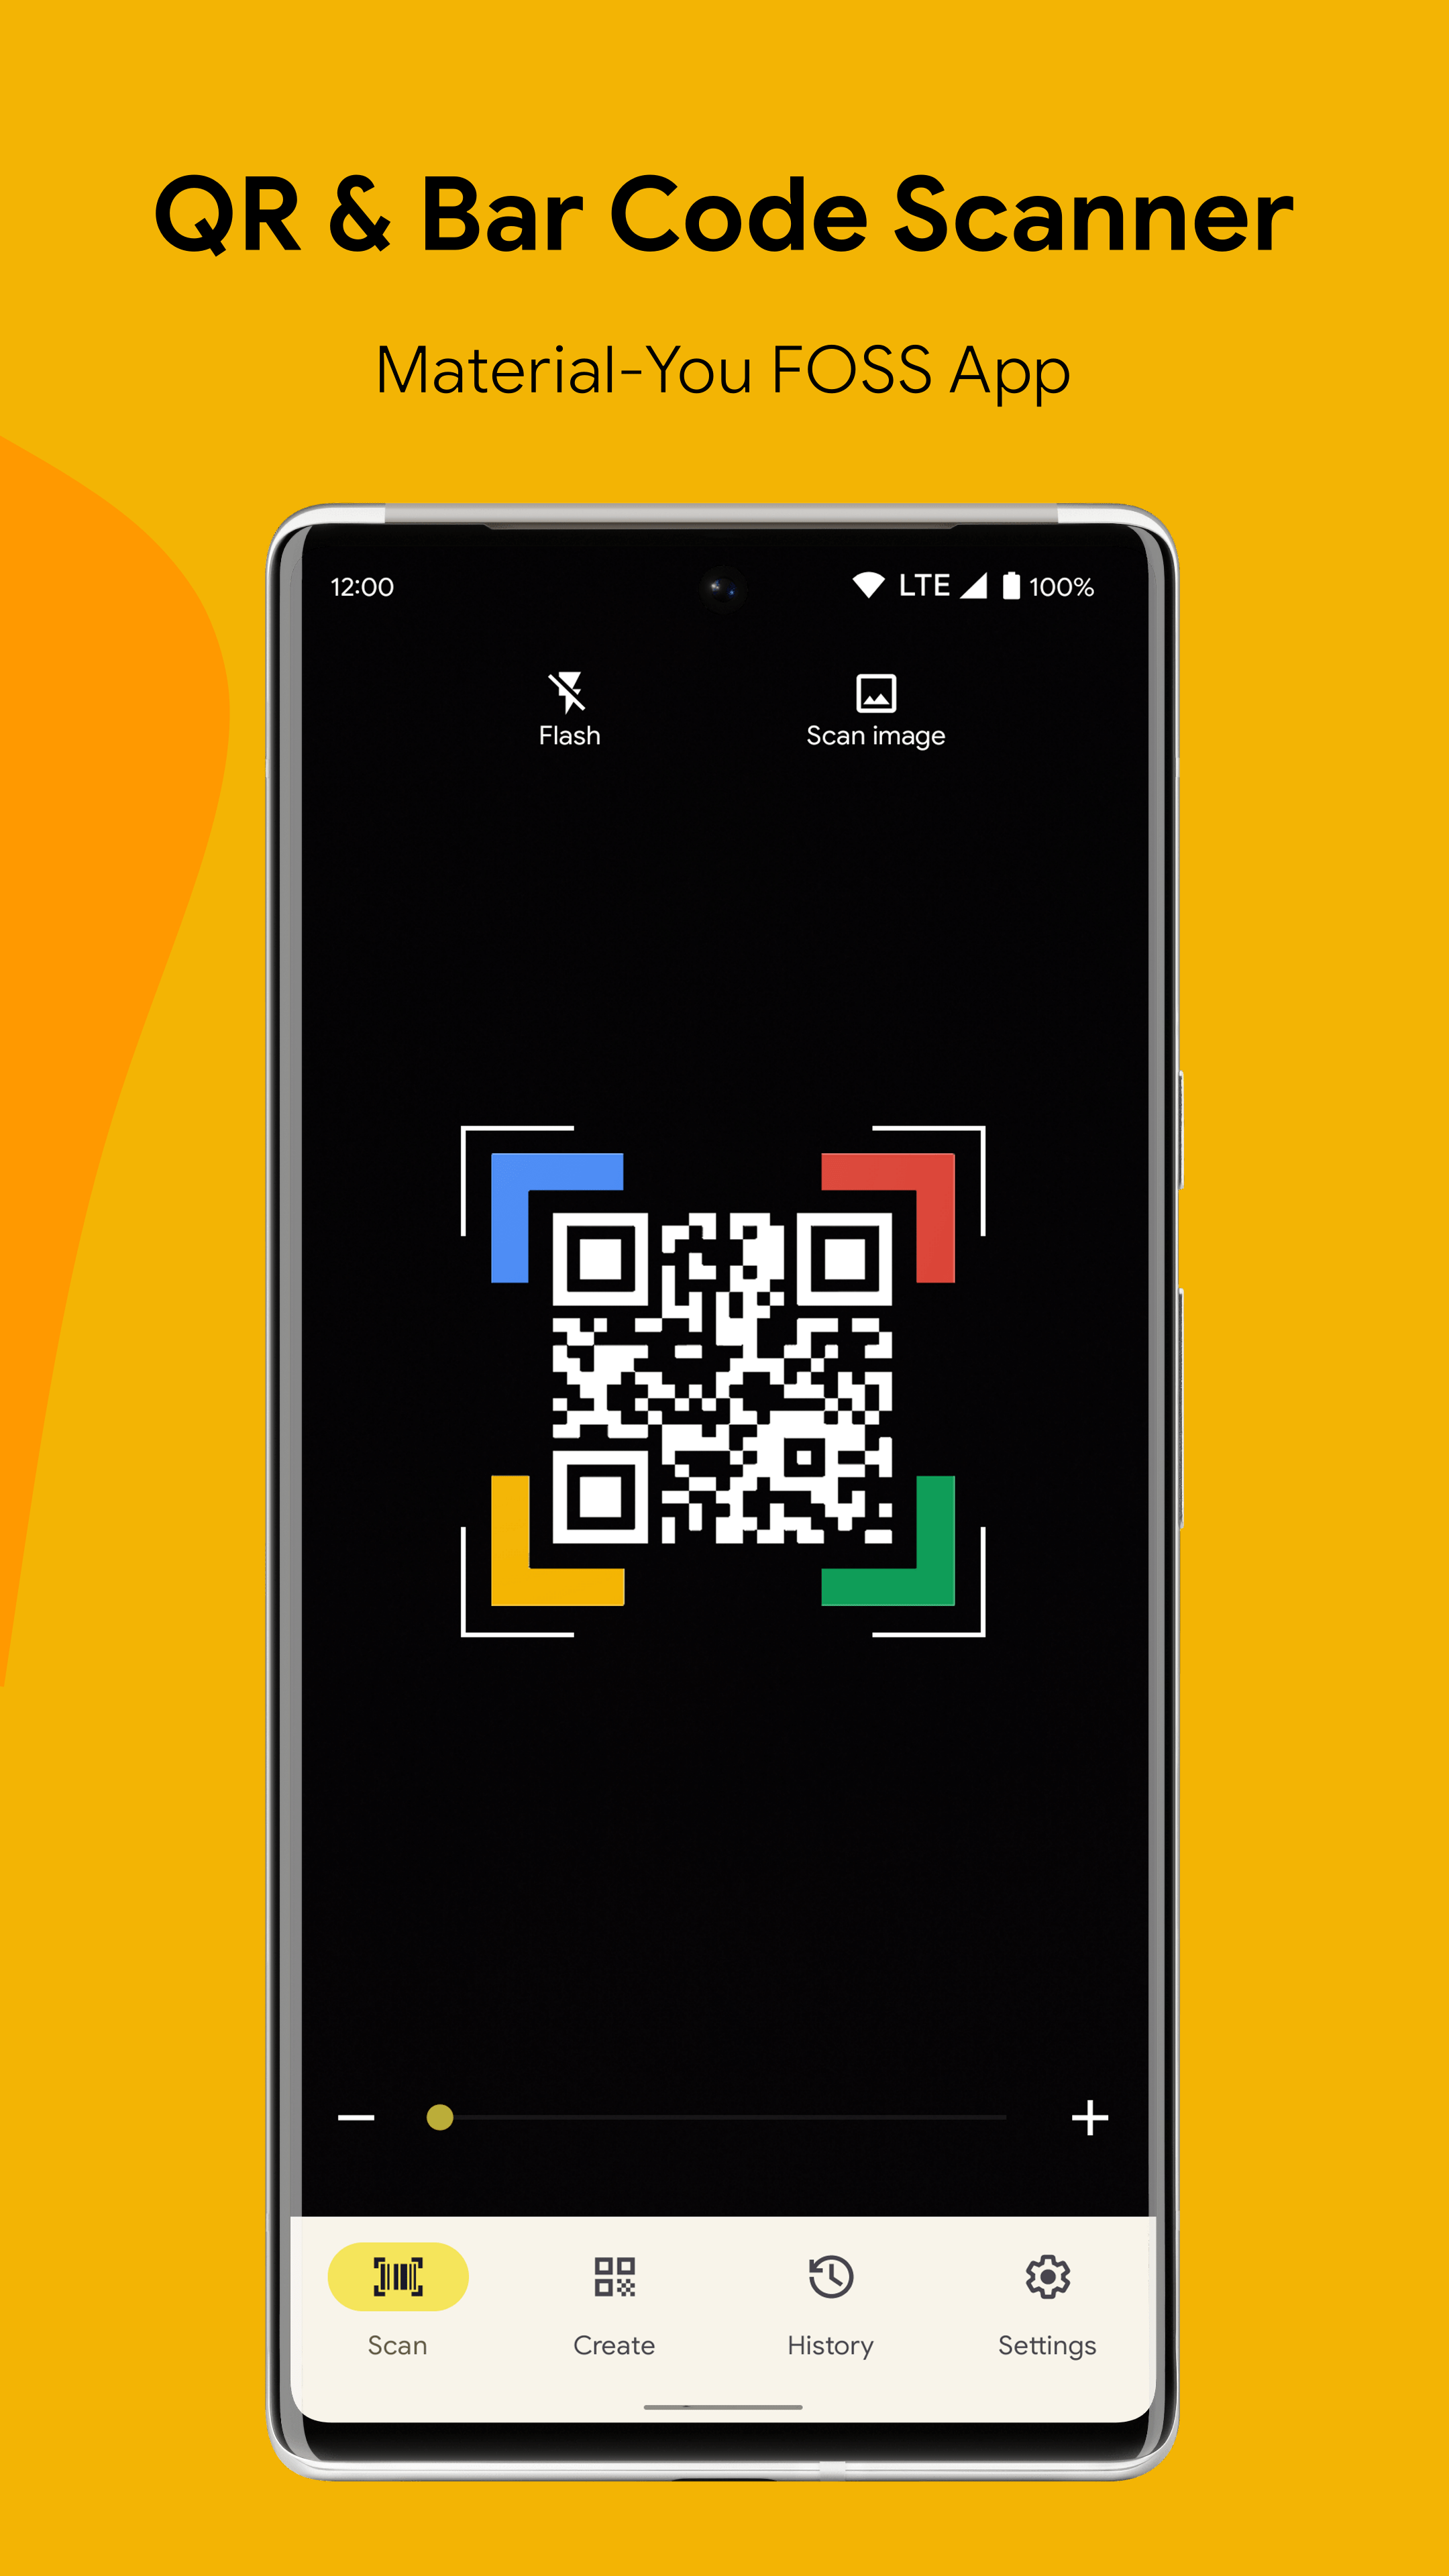 QR & Bar Code Scanner
Material-You FOSS App
12:00 LTE 100%
Flash Scan image
Scan Create History Settings